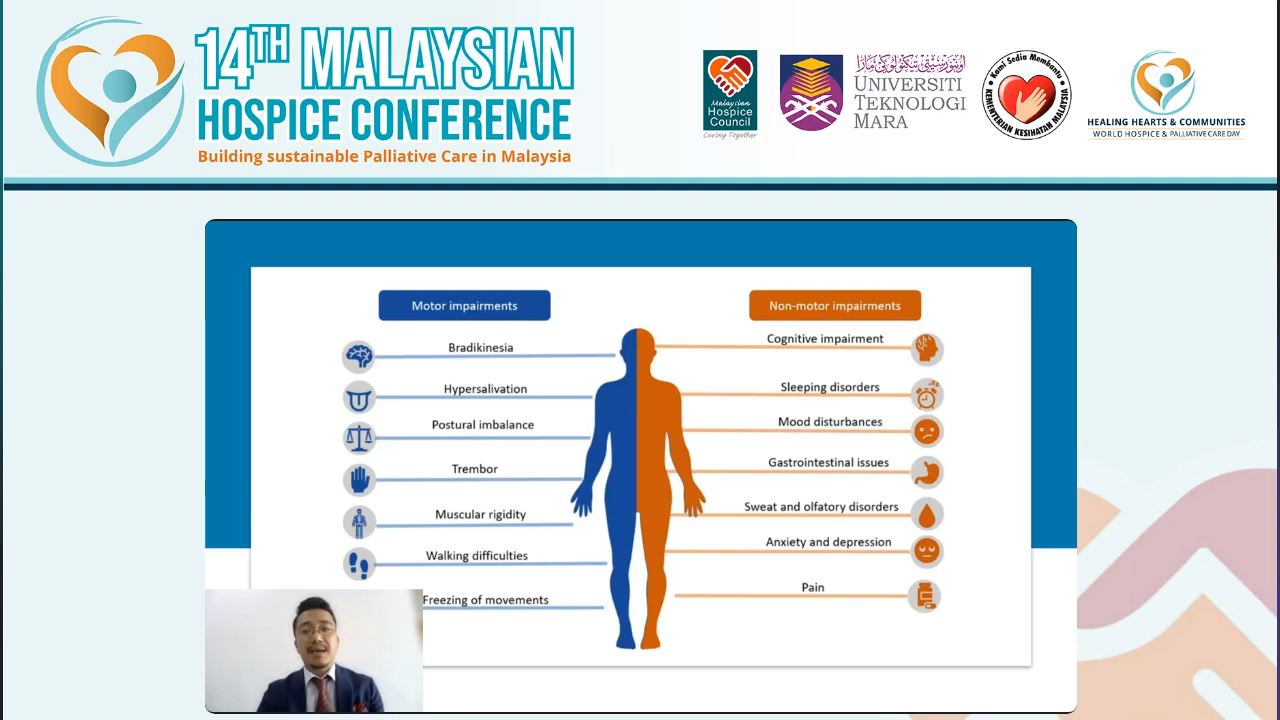 14TH MALAYSIAN
HOSPICE CONFERENCE
Building sustainable Palliative Care in Malaysia
Malaysian
Hospice
Council
Caring Together
اونيۏرسيتي تيكنولوڬي مارا
UNIVERSITI
TEKNOLOGI
MARA
Kami Sedia Membantu
KEMENTERIAN KESIHATAN MALAYSIA
HEALING HEARTS & COMMUNITIES
WORLD HOSPICE & PALLIATIVE CARE DAY
Motor impairments
Bradikinesia
Hypersalivation
Postural imbalance
Trembor
Muscular rigidity
Walking difficulties
Freezing of movements
Non-motor impairments
Cognitive impairment
Sleeping disorders
Mood disturbances
Gastrointestinal issues
Sweat and olfatory disorders
Anxiety and depression
Pain